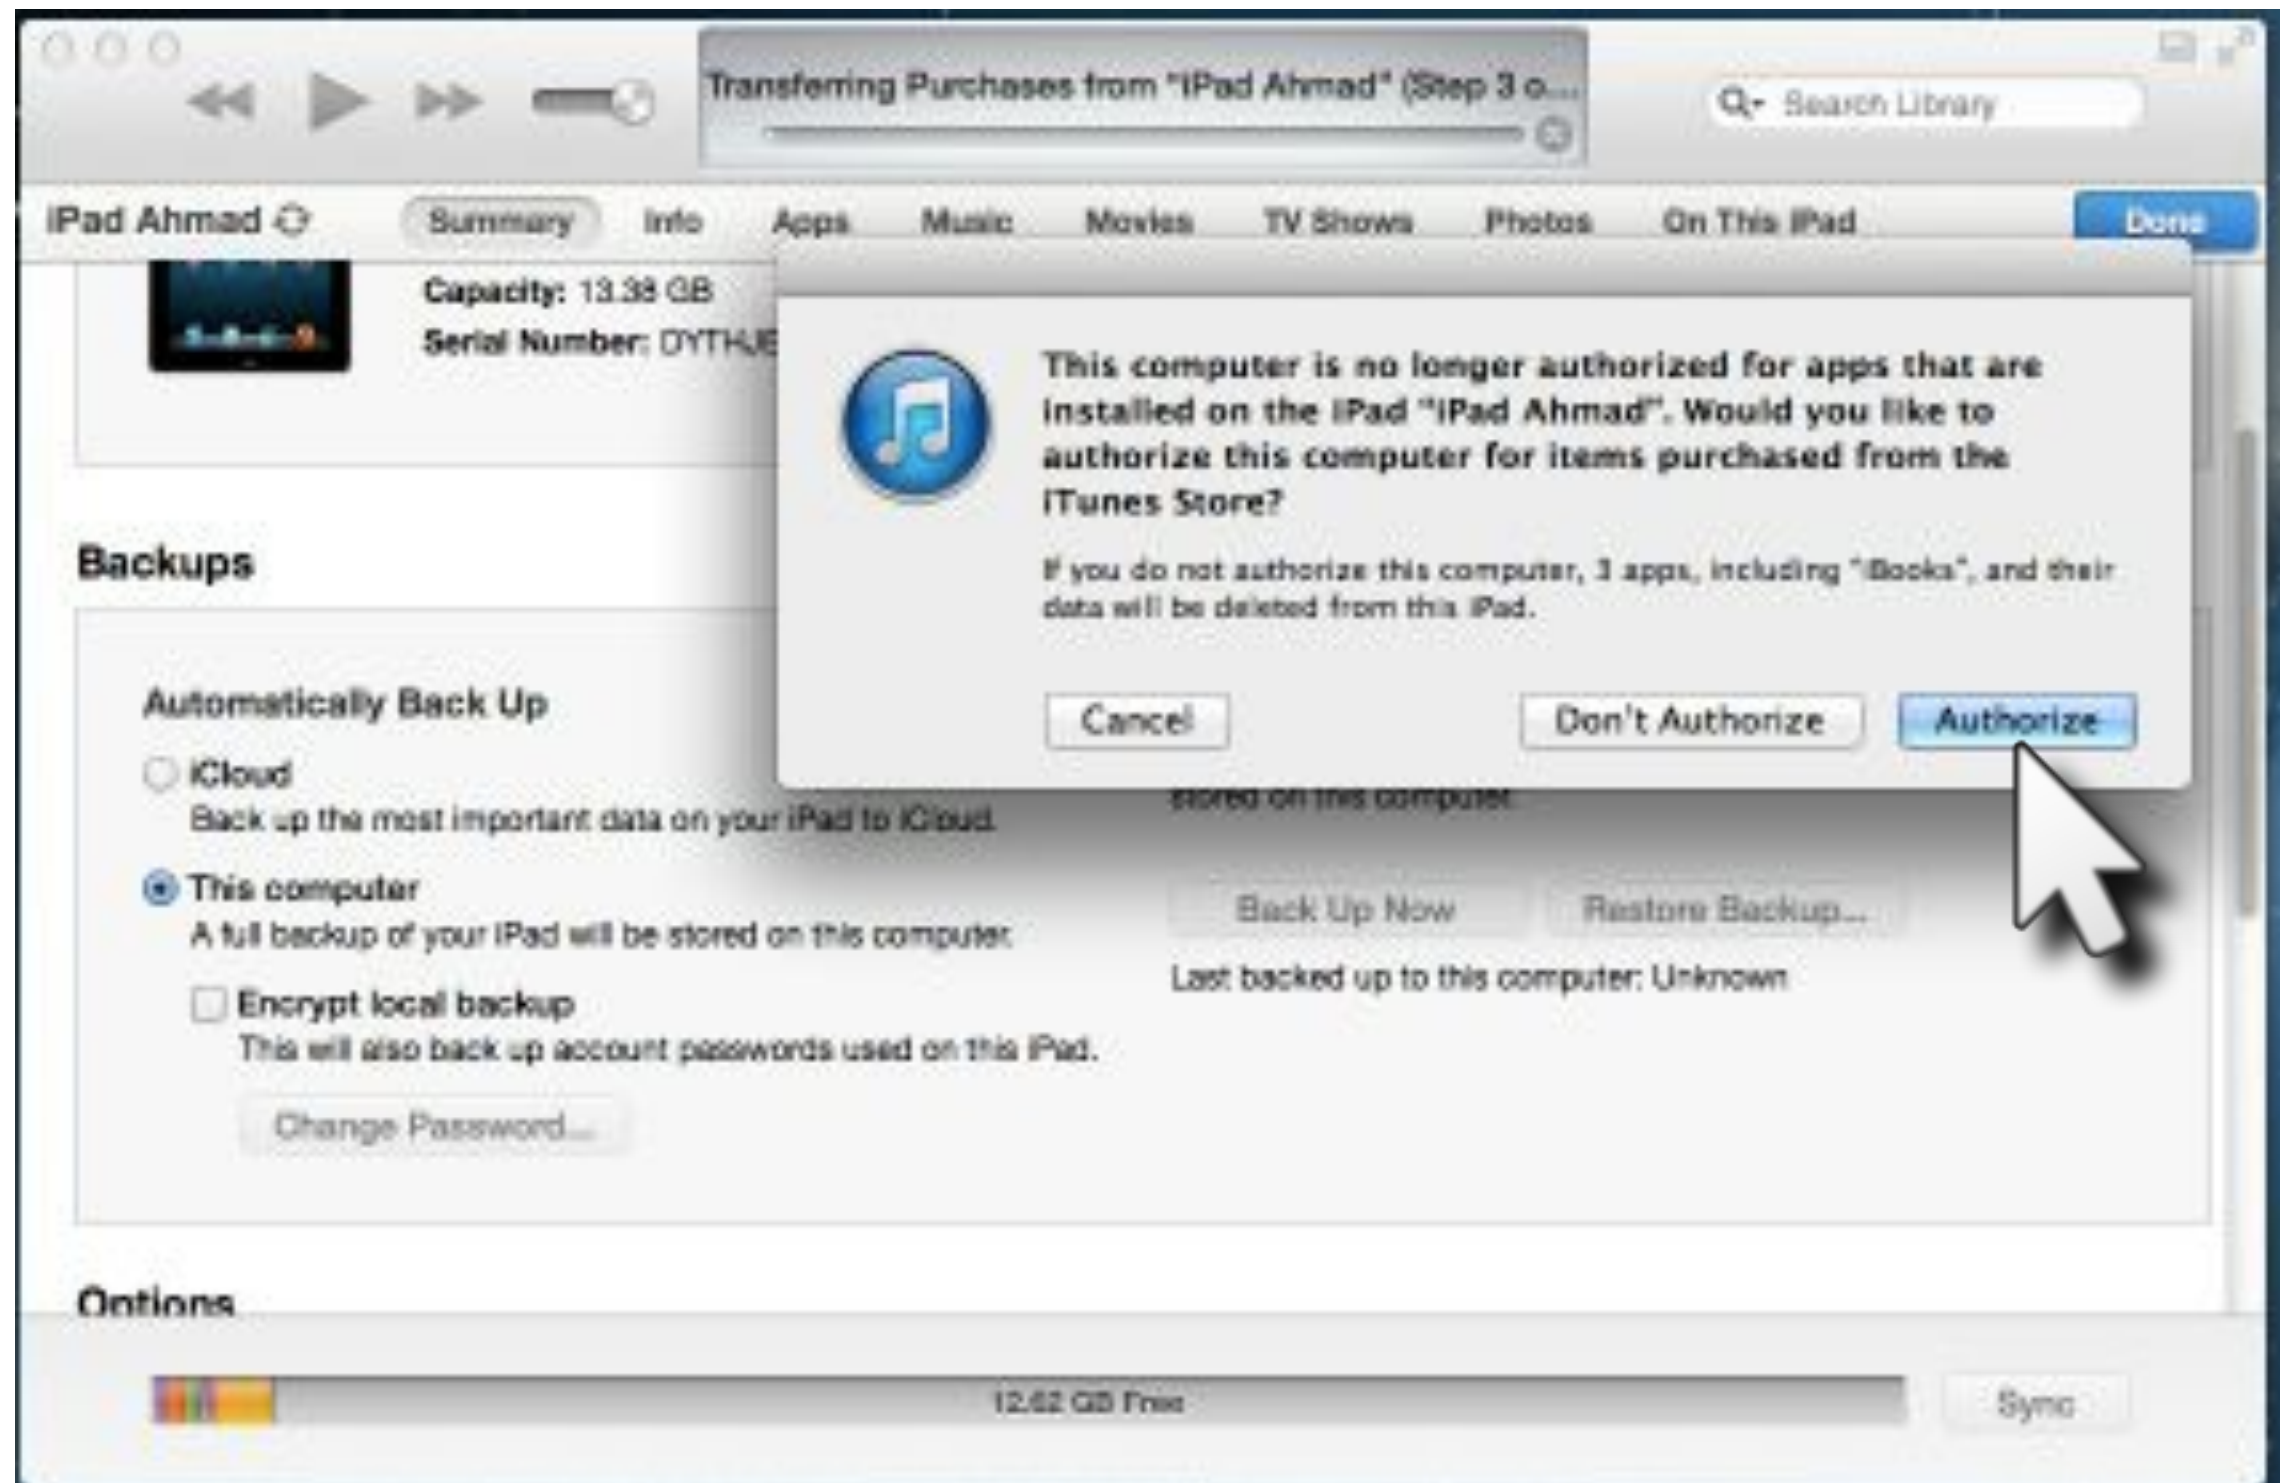 Transferring Purchases from "iPad Ahmad" (Step 3 o....
Search Library
iPad Ahmad
Summary Info Apps Music Movies TV Shows Photos On This iPad Done
Capacity: 13.38 GB
Serial Number: DYTHJE
This computer is no longer authorized for apps that are
installed on the iPad "iPad Ahmad". Would you like to
authorize this computer for items purchased from the
iTunes Store?
If you do not authorize this computer, 3 apps, including "iBooks", and their
data will be deleted from this iPad.
Cancel Don't Authorize Authorize
Backups
Automatically Back Up
iCloud
Back up the most important data on your iPad to iCloud.
This computer
A full backup of your iPad will be stored on this computer.
Encrypt local backup
This will also back up account passwords used on this iPad.
Change Password...
stored on this computer.
Back Up Now Restore Backup...
Last backed up to this computer: Unknown
Options
12.62 GB Free
Sync